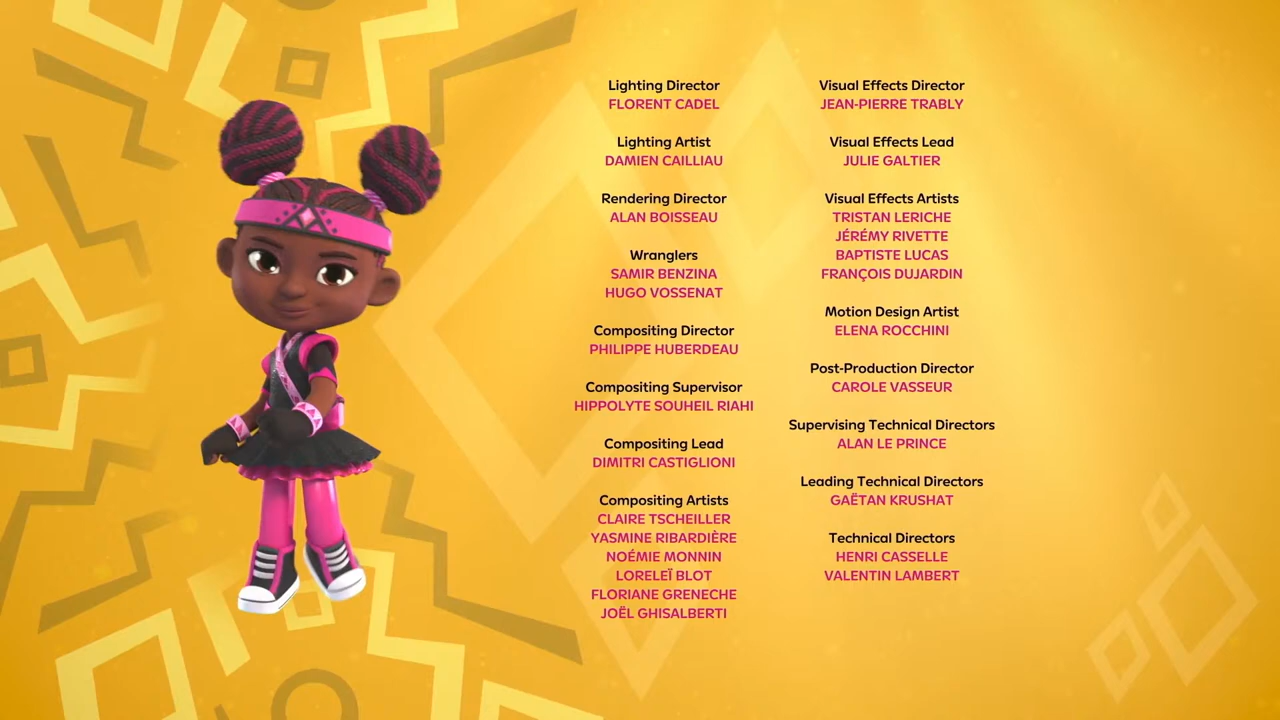 Lighting Director
FLORENT CADEL
Lighting Artist
DAMIEN CAILLIAU
Rendering Director
ALAN BOISSEAU
Wranglers
SAMIR BENZINA
HUGO VOSSENAT
Compositing Director
PHILIPPE HUBERDEAU
Compositing Supervisor
HIPPOLYTE SOUHEIL RIAHI
Compositing Lead
DIMITRI CASTIGLIONI
Compositing Artists
CLAIRE TSCHEILLER
YASMINE RIBARDIÈRE
NOÉMIE MONNIN
LORELEÏ BLOT
FLORIANE GRENECHE
JOËL GHISALBERTI
Visual Effects Director
JEAN-PIERRE TRABLY
Visual Effects Lead
JULIE GALTIER
Visual Effects Artists
TRISTAN LERICHE
JÉRÉMY RIVETTE
BAPTISTE LUCAS
FRANÇOIS DUJARDIN
Motion Design Artist
ELENA ROCCHINI
Post-Production Director
CAROLE VASSEUR
Supervising Technical Directors
ALAN LE PRINCE
Leading Technical Directors
GAËTAN KRUSHAT
Technical Directors
HENRI CASSELLE
VALENTIN LAMBERT